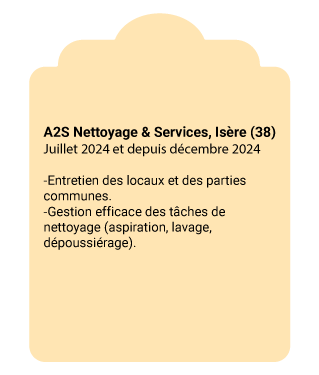 A2S Nettoyage & Services, Isère (38)
Juillet 2024 et depuis décembre 2024
-Entretien des locaux et des parties
communes.
-Gestion efficace des tâches de
nettoyage (aspiration, lavage,
dépoussiérage).